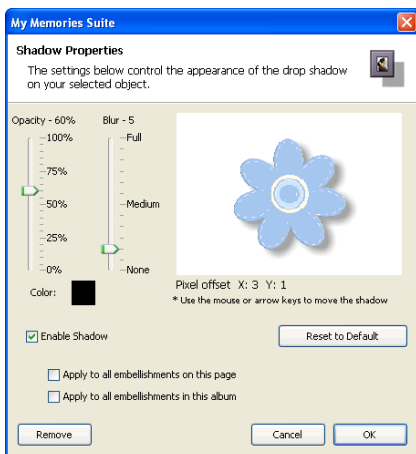 My Memories Suite
Shadow Properties
The settings below control the appearance of the drop shadow
on your selected object.
Opacity - 60%
Blur - 5
100%
75%
50%
25%
0%
Full
Medium
None
Color:
Pixel offset X: 3 Y: 1
* Use the mouse or arrow keys to move the shadow
Enable Shadow
Reset to Default
Apply to all embellishments on this page
Apply to all embellishments in this album
Remove
Cancel
OK